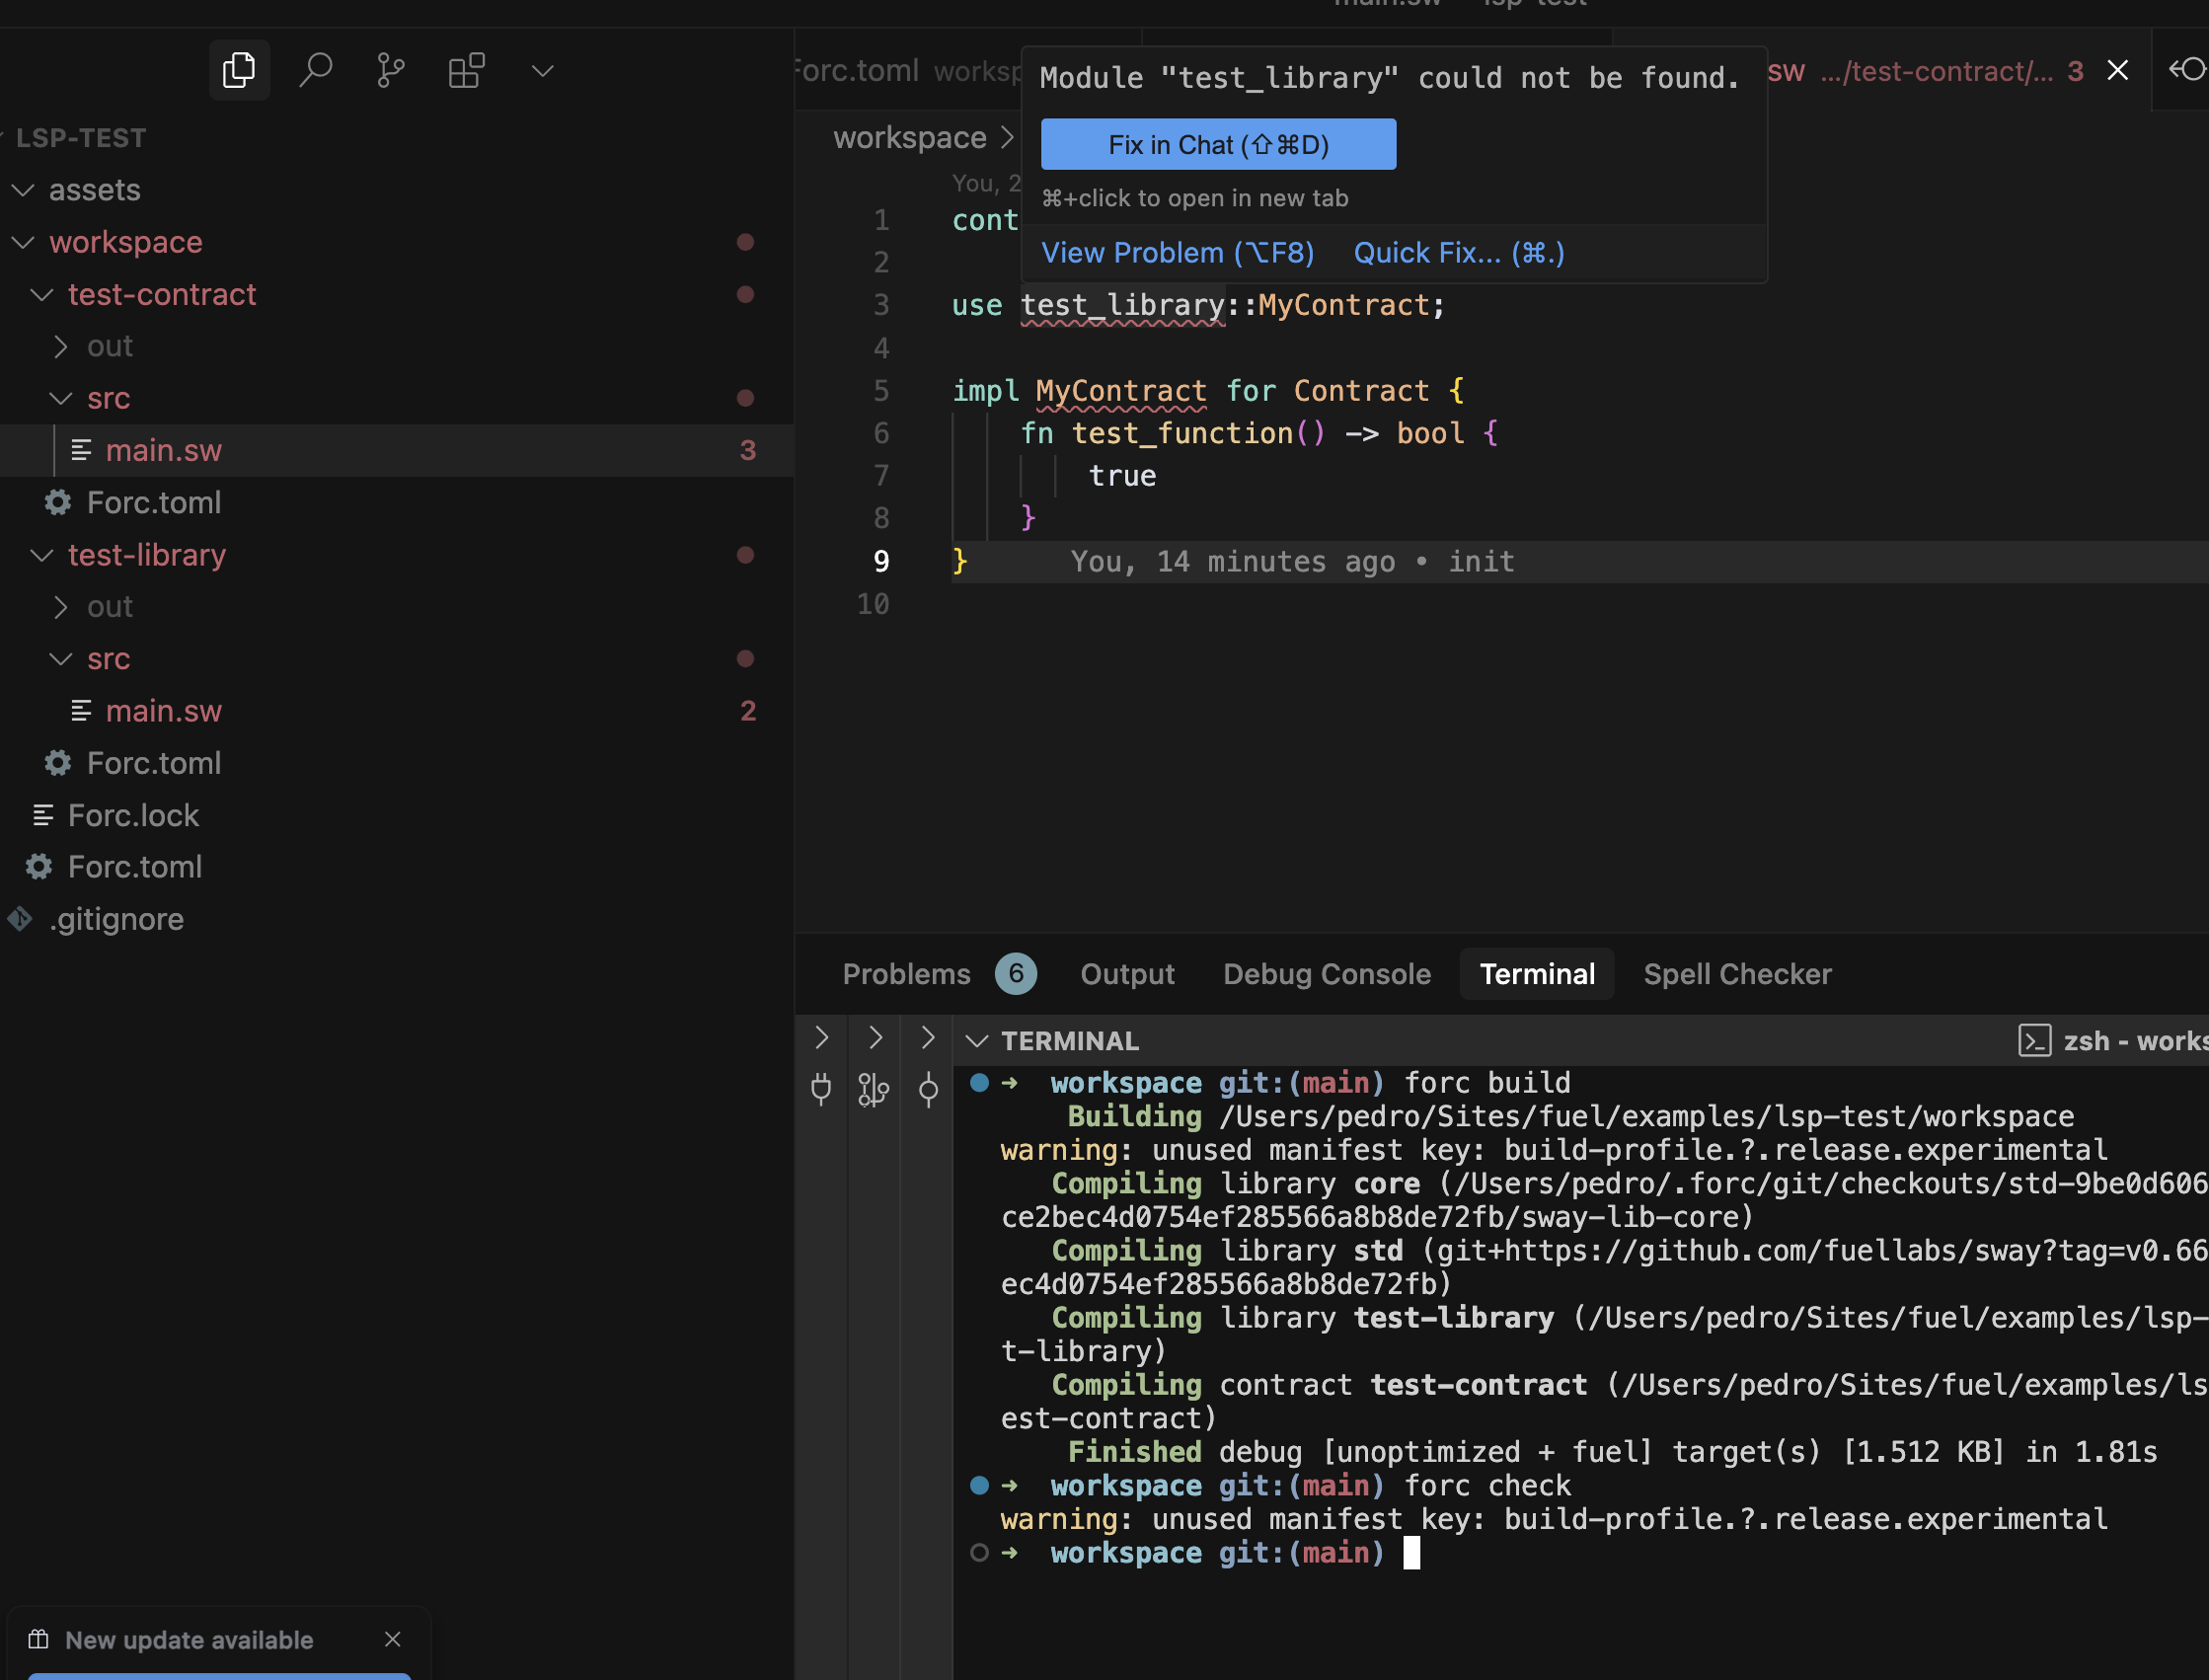 main.sw — lsp-test
LSP-TEST
assets
workspace
test-contract
out
src
main.sw 3
Forc.toml
test-library
out
src
main.sw 2
Forc.toml
Forc.lock
Forc.toml
.gitignore
New update available
Forc.toml worksp
sw .../test-contract/... 3
workspace
Module "test_library" could not be found.
Fix in Chat (⇧⌘D)
⌘+click to open in new tab
View Problem (⌥F8) Quick Fix... (⌘.)
You, 2
1 cont
2
3 use test_library::MyContract;
4
5 impl MyContract for Contract {
6 fn test_function() -> bool {
7 true
8 }
9 } You, 14 minutes ago • init
10
Problems 6 Output Debug Console Terminal Spell Checker
TERMINAL zsh - works
➜ workspace git:(main) forc build
Building /Users/pedro/Sites/fuel/examples/lsp-test/workspace
warning: unused manifest key: build-profile.?.release.experimental
Compiling library core (/Users/pedro/.forc/git/checkouts/std-9be0d606
ce2bec4d0754ef285566a8b8de72fb/sway-lib-core)
Compiling library std (git+https://github.com/fuellabs/sway?tag=v0.66
ec4d0754ef285566a8b8de72fb)
Compiling library test-library (/Users/pedro/Sites/fuel/examples/lsp-
t-library)
Compiling contract test-contract (/Users/pedro/Sites/fuel/examples/ls
est-contract)
Finished debug [unoptimized + fuel] target(s) [1.512 KB] in 1.81s
➜ workspace git:(main) forc check
warning: unused manifest key: build-profile.?.release.experimental
➜ workspace git:(main)